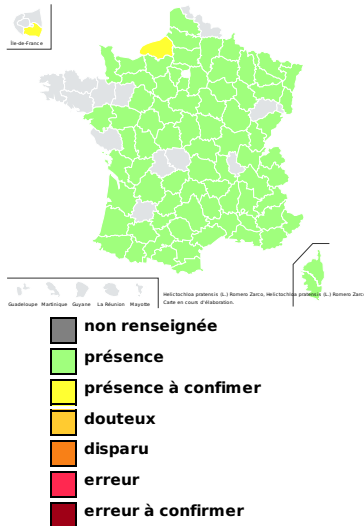 Île-de-France
Guadeloupe Martinique Guyane La Réunion Mayotte
Helictochloa pratensis (L.) Romero Zarco, Helictochloa pratensis (L.) Romero Zarco
Carte en cours d'élaboration.
non renseignée
présence
présence à confimer
douteux
disparu
erreur
erreur à confirmer